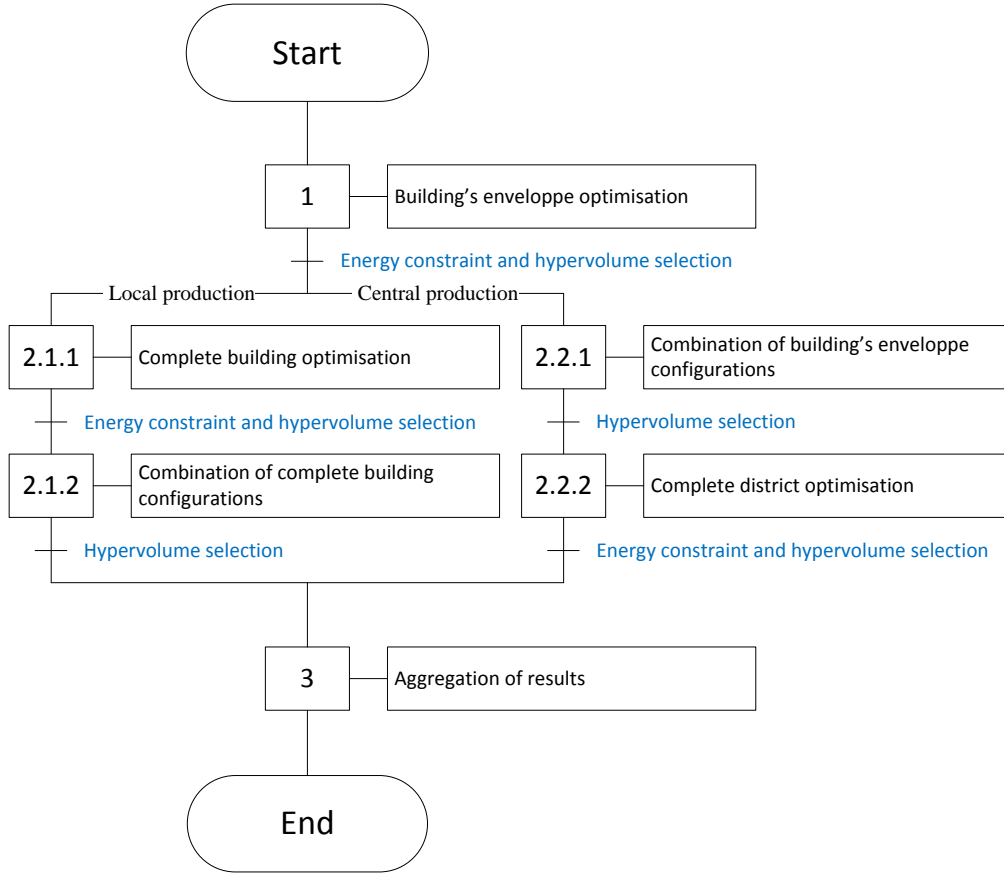 Start
1
Building’s enveloppe optimisation
Energy constraint and hypervolume selection
Local production
Central production
2.1.1
Complete building optimisation
2.2.1
Combination of building’s enveloppe
configurations
Energy constraint and hypervolume selection
Hypervolume selection
2.1.2
Combination of complete building
configurations
2.2.2
Complete district optimisation
Hypervolume selection
Energy constraint and hypervolume selection
3
Aggregation of results
End